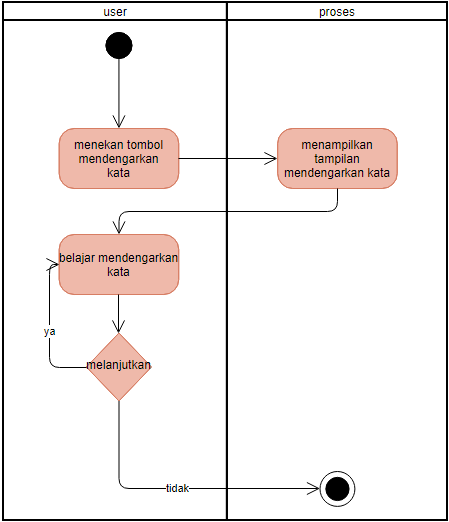 user
proses
menekan tombol
mendengarkan
kata
menampilkan
tampilan
mendengarkan kata
belajar mendengarkan
kata
ya
melanjutkan
tidak